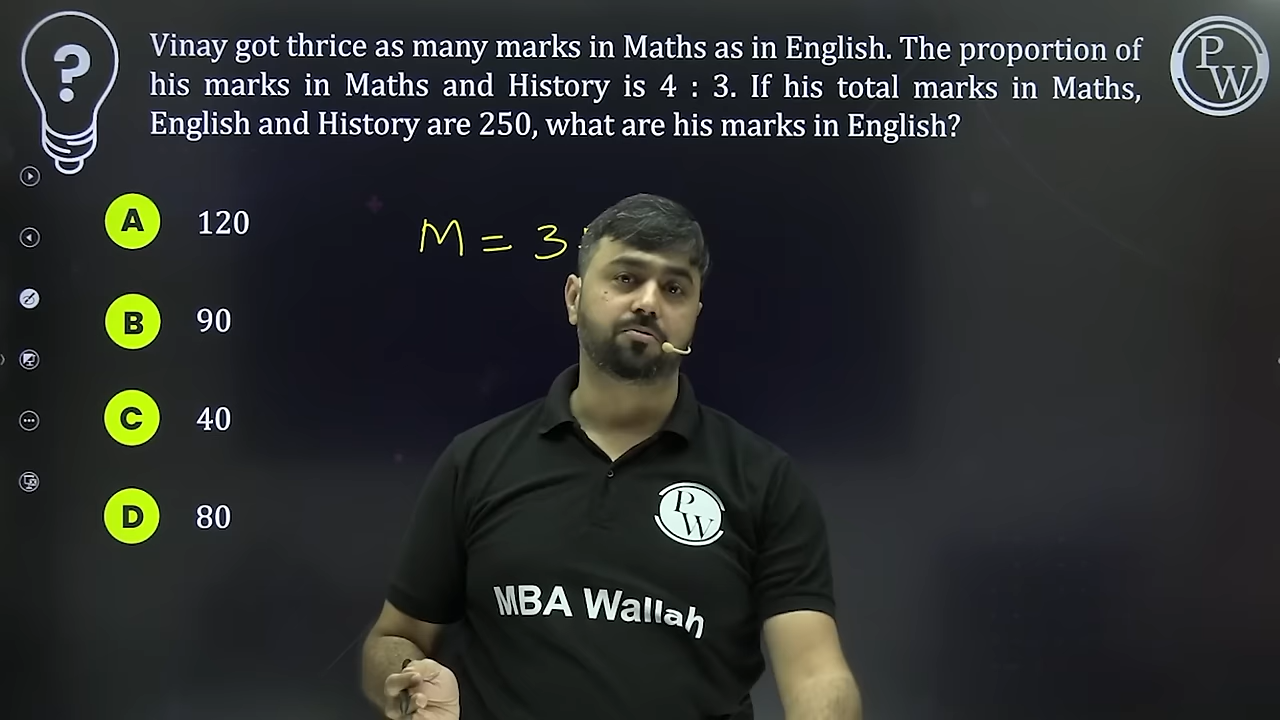 Vinay got thrice as many marks in Maths as in English. The proportion of
his marks in Maths and History is 4 : 3. If his total marks in Maths,
English and History are 250, what are his marks in English?
PW
?
A 120
M = 3
B 90
C 40
D 80
PW
MBA Wallah